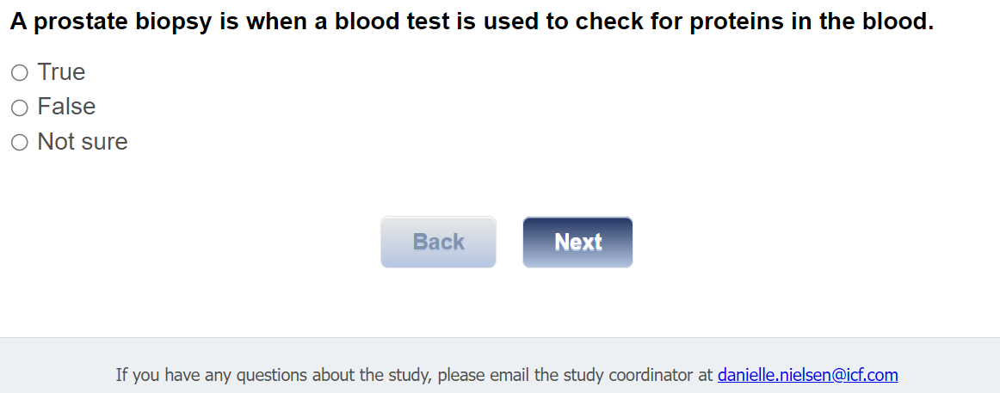 A prostate biopsy is when a blood test is used to check for proteins in the blood.
True
False
Not sure
Back
Next
If you have any questions about the study, please email the study coordinator at danielle.nielsen@icf.com